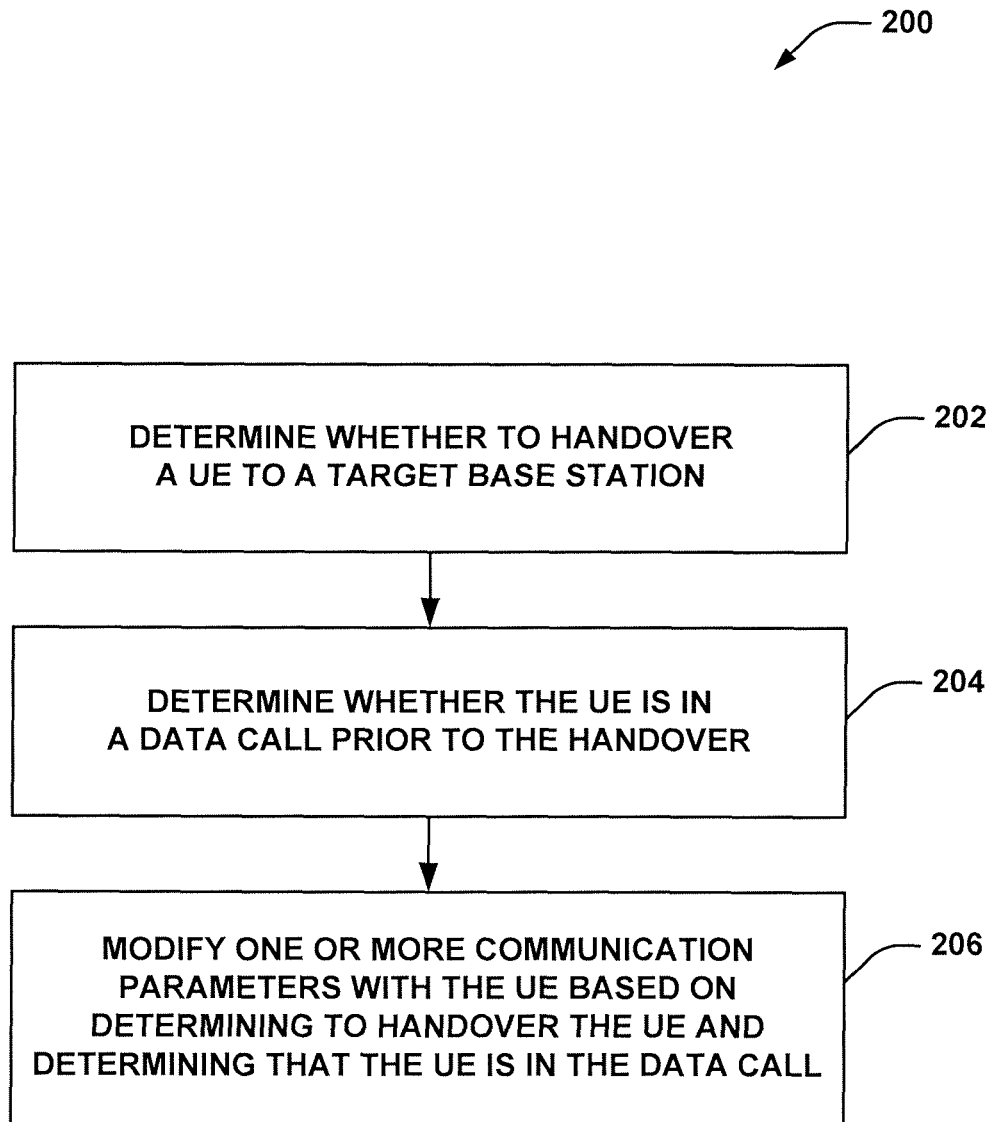 200
DETERMINE WHETHER TO HANDOVER
A UE TO A TARGET BASE STATION
202
DETERMINE WHETHER THE UE IS IN
A DATA CALL PRIOR TO THE HANDOVER
204
MODIFY ONE OR MORE COMMUNICATION
PARAMETERS WITH THE UE BASED ON
DETERMINING TO HANDOVER THE UE AND
DETERMINING THAT THE UE IS IN THE DATA CALL
206